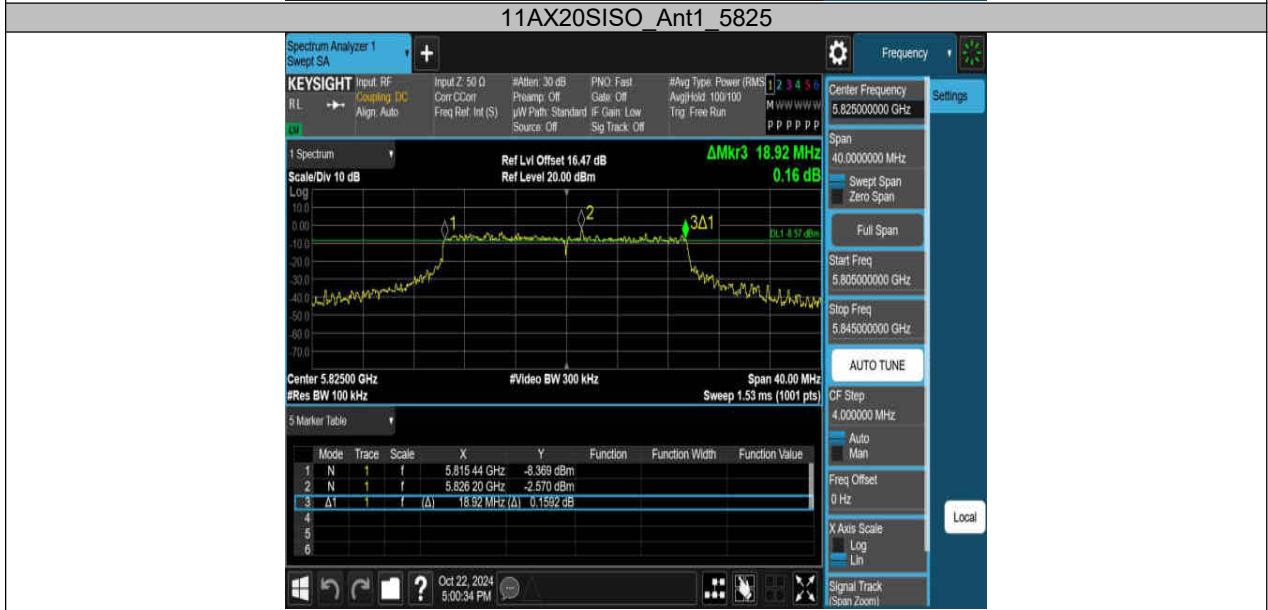 11AX20SISO_Ant1_5825
Spectrum Analyzer 1
Swept SA
+
Frequency
KEYSIGHT
RL
Input: RF
Coupling: DC
Align: Auto
Input Z: 50 Ω
Corr CCorr
Freq Ref: Int (S)
#Atten: 30 dB
Preamp: Off
µW Path: Standard
Source: Off
PNO: Fast
Gate: Off
IF Gain: Low
Sig Track: Off
#Avg Type: Power (RMS
Avg|Hold: 100/100
Trig: Free Run
1 2 3 4 5 6
M W W W W W
P P P P P P
1 Spectrum
Scale/Div 10 dB
Ref Lvl Offset 16.47 dB
Ref Level 20.00 dBm
ΔMkr3 18.92 MHz
0.16 dB
Log
10.0
0.00
-10.0
-20.0
-30.0
-40.0
-50.0
-60.0
-70.0
1
2
3Δ1
DL1 -8.57 dBm
Center 5.82500 GHz
#Res BW 100 kHz
#Video BW 300 kHz
Span 40.00 MHz
Sweep 1.53 ms (1001 pts)
5 Marker Table
Mode Trace Scale X Y Function Function Width Function Value
1 N 1 f 5.815 44 GHz -8.369 dBm
2 N 1 f 5.826 20 GHz -2.570 dBm
3 Δ1 1 f (Δ) 18.92 MHz (Δ) 0.1592 dB
4
5
6
Oct 22, 2024
5:00:34 PM
?
Center Frequency
5.825000000 GHz
Settings
Span
40.0000000 MHz
Swept Span
Zero Span
Full Span
Start Freq
5.805000000 GHz
Stop Freq
5.845000000 GHz
AUTO TUNE
CF Step
4.000000 MHz
Auto
Man
Freq Offset
0 Hz
X Axis Scale
Log
Lin
Local
Signal Track
(Span Zoom)